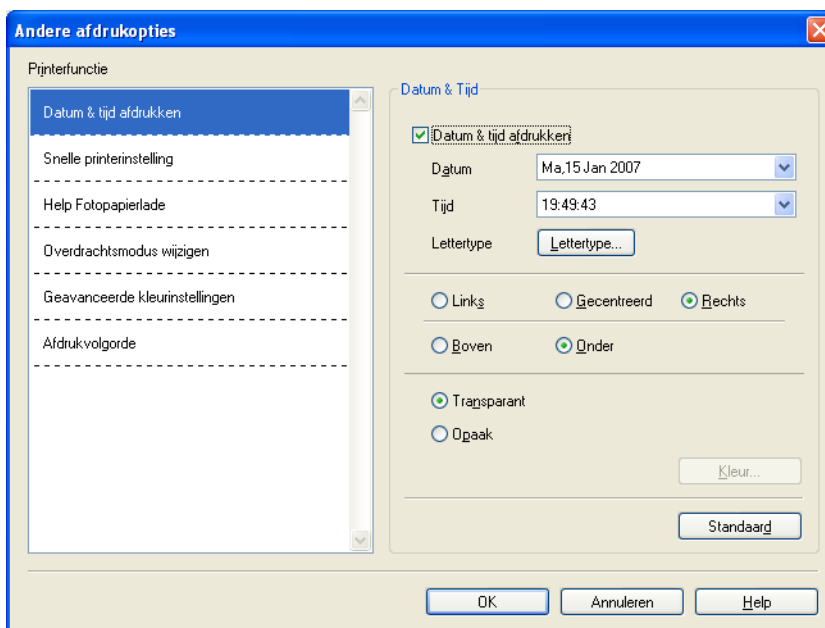 Andere afdrukopties
Printerfunctie
Datum & tijd afdrukken
Snelle printerinstelling
Help Fotopapierlade
Overdrachtsmodus wijzigen
Geavanceerde kleurinstellingen
Afdrukvolgorde
Datum & Tijd
Datum & tijd afdrukken
Datum Ma,15 Jan 2007
Tijd 19:49:43
Lettertype Lettertype...
Links Gecentreerd Rechts
Boven Onder
Transparant
Opaak
Kleur...
Standaard
OK Annuleren Help